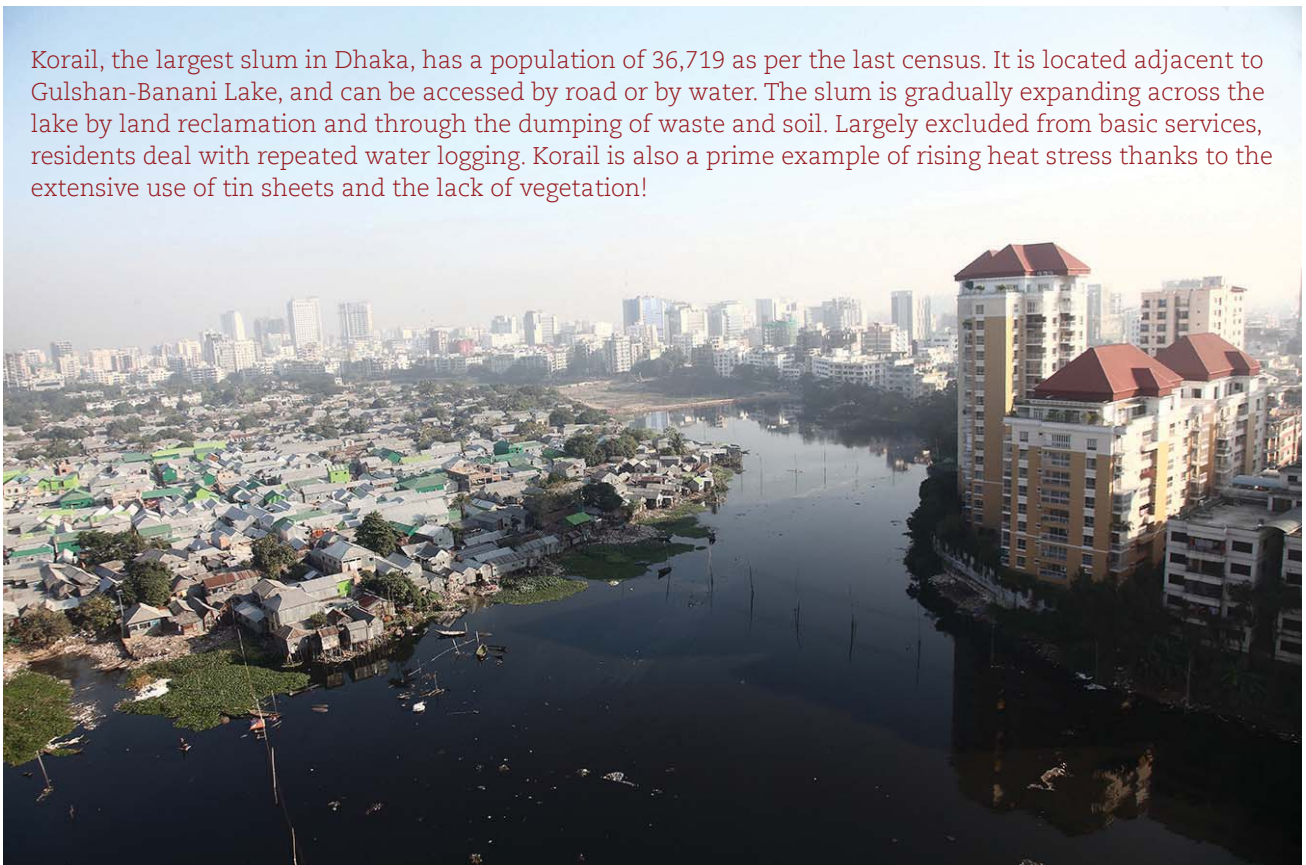 Korail, the largest slum in Dhaka, has a population of 36,719 as per the last census. It is located adjacent to
Gulshan-Banani Lake, and can be accessed by road or by water. The slum is gradually expanding across the
lake by land reclamation and through the dumping of waste and soil. Largely excluded from basic services,
residents deal with repeated water logging. Korail is also a prime example of rising heat stress thanks to the
extensive use of tin sheets and the lack of vegetation!